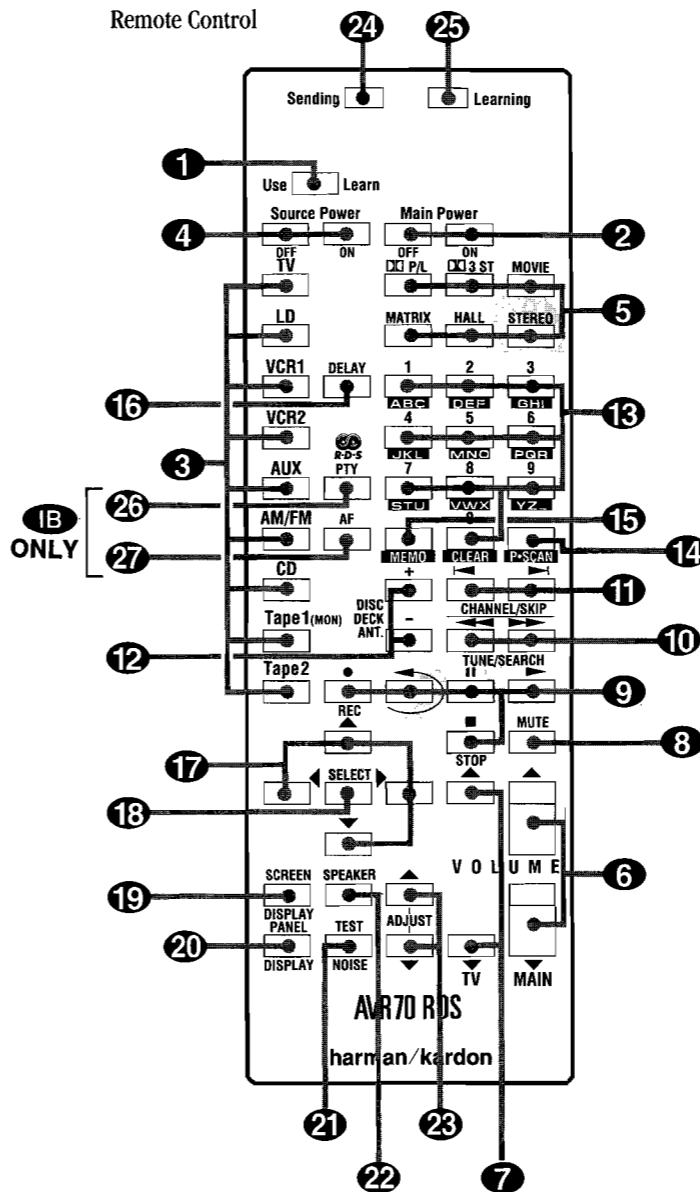 Remote Control
24 25
Sending Learning
1
Use Learn
Source Power Main Power
4 2
OFF ON OFF ON
TV P/L 3 ST MOVIE
5
LD MATRIX HALL STEREO
VCR1 DELAY 1 2 3
ABC DEF GHI
16 13
VCR2 4 5 6
R·D·S JKL MNO PQR
3
AUX PTY 7 8 9
26 STU VWX YZ
IB
ONLY
AM/FM AF
15
27 MEMO CLEAR P•SCAN 14
CD + 11
DISC
DECK
ANT.
CHANNEL/SKIP
Tape1 (MON) - 10
12 TUNE/SEARCH
Tape2 9
REC MUTE
17 STOP 8
SELECT
18
VOLUME
6
SCREEN SPEAKER
19
DISPLAY
PANEL TEST ADJUST
20
DISPLAY NOISE TV MAIN
AVR70 RDS
harman/kardon
21 23
22 7